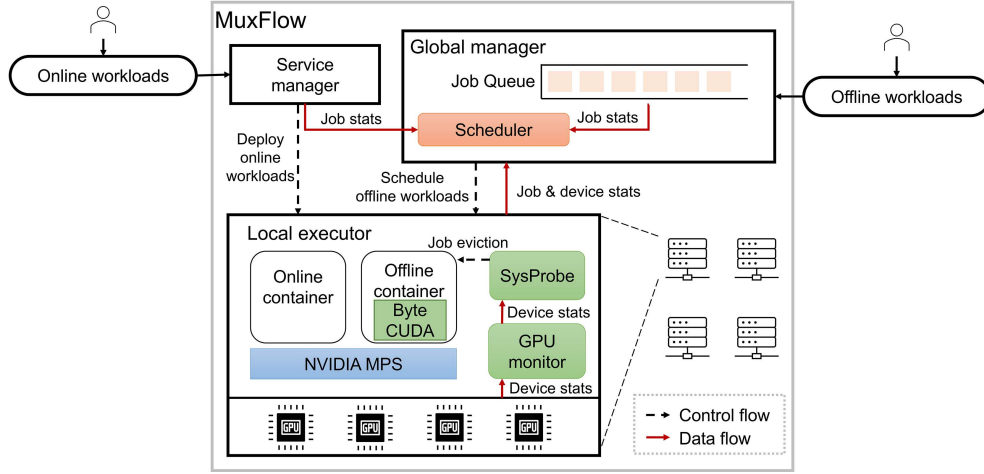 MuxFlow
Online workloads
Service
manager
Global manager
Job Queue
Offline workloads
Job stats
Scheduler
Job stats
Deploy
online
workloads
Schedule
offline workloads
Job & device stats
Local executor
Online
container
Offline
container
Byte
CUDA
Job eviction
SysProbe
Device stats
GPU
monitor
NVIDIA MPS
Device stats
GPU
GPU
GPU
GPU
Control flow
Data flow